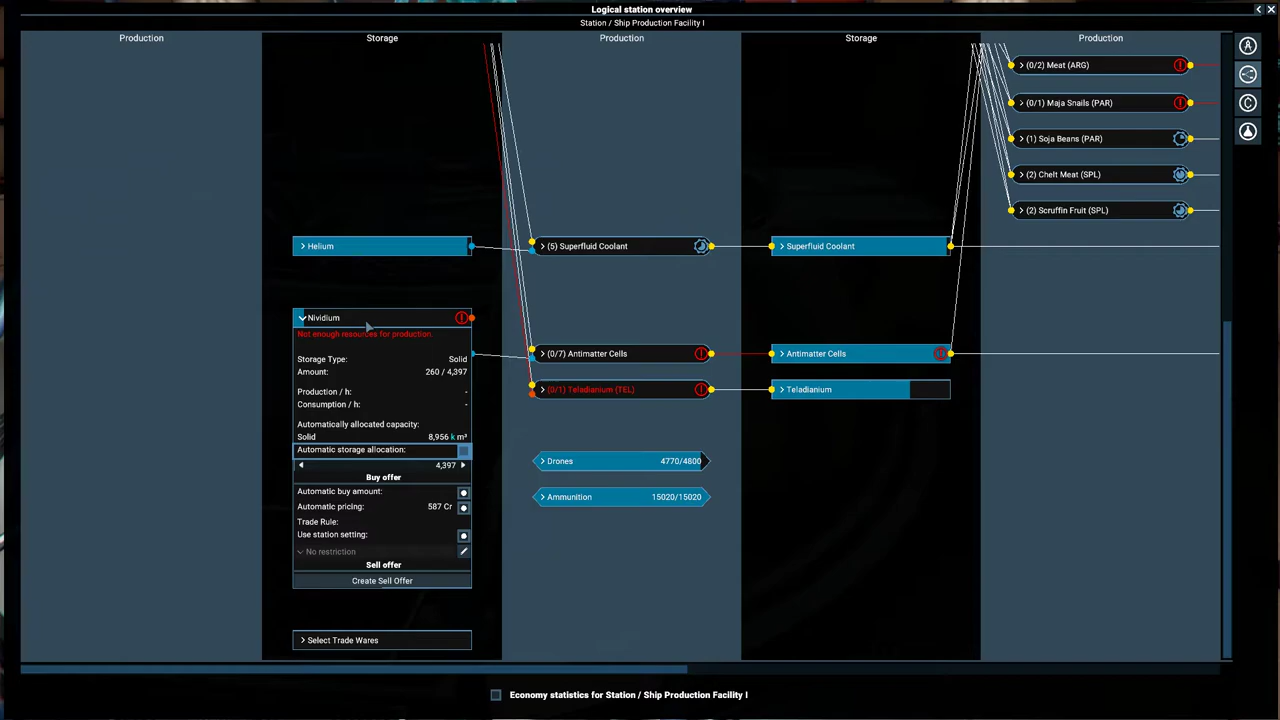 Logical station overview
Station / Ship Production Facility I
Production
Storage
Production
Storage
Production
(0/2) Meat (ARG)
(0/1) Maja Snails (PAR)
(1) Soja Beans (PAR)
(2) Chelt Meat (SPL)
(2) Scruffin Fruit (SPL)
Helium
(5) Superfluid Coolant
Superfluid Coolant
Nividium
Not enough resources for production.
Storage Type: Solid
Amount: 260 / 4,397
Production / h: -
Consumption / h: -
Automatically allocated capacity:
Solid 8,956 k m³
Automatic storage allocation:
4,397
Buy offer
Automatic buy amount:
Automatic pricing: 587 Cr
Trade Rule:
Use station setting:
No restriction
Sell offer
Create Sell Offer
(0/7) Antimatter Cells
Antimatter Cells
(0/1) Teladianium (TEL)
Teladianium
Drones 4770/4800
Ammunition 15020/15020
Select Trade Wares
Economy statistics for Station / Ship Production Facility I